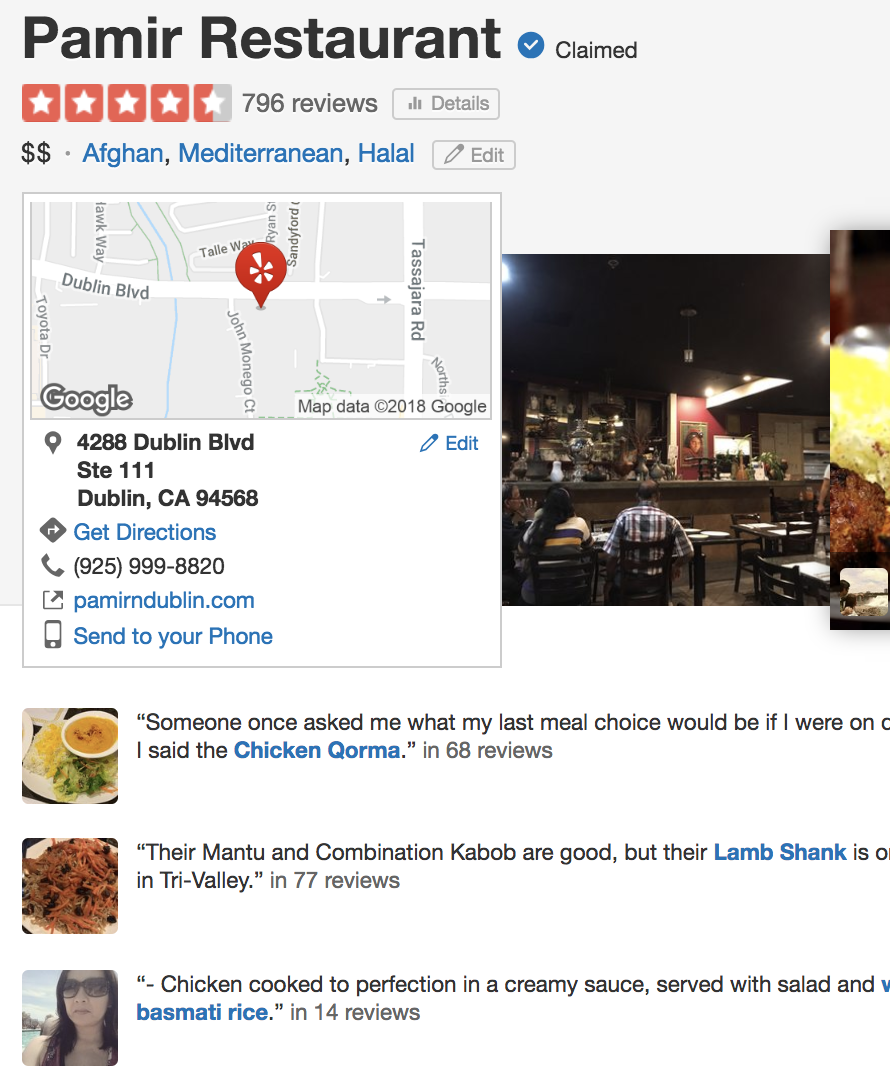 Pamir Restaurant Claimed
796 reviews Details
$$ · Afghan, Mediterranean, Halal Edit
Hawk Way
Ryan S
Sandyford
Talle Way
Tassajara Rd
Dublin Blvd
Toyota Dr
John Monego Ct
Norths
Google
Map data ©2018 Google
4288 Dublin Blvd Edit
Ste 111
Dublin, CA 94568
Get Directions
(925) 999-8820
pamirndublin.com
Send to your Phone
“Someone once asked me what my last meal choice would be if I were on
I said the Chicken Qorma.” in 68 reviews
“Their Mantu and Combination Kabob are good, but their Lamb Shank is
in Tri-Valley.” in 77 reviews
“- Chicken cooked to perfection in a creamy sauce, served with salad and
basmati rice.” in 14 reviews